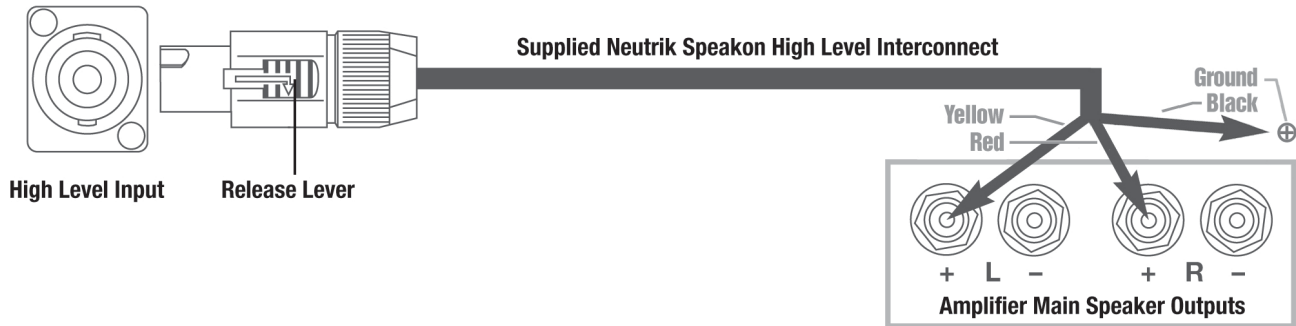 Supplied Neutrik Speakon High Level Interconnect
Ground
Black
Yellow
Red
High Level Input
Release Lever
+ L - + R -
Amplifier Main Speaker Outputs